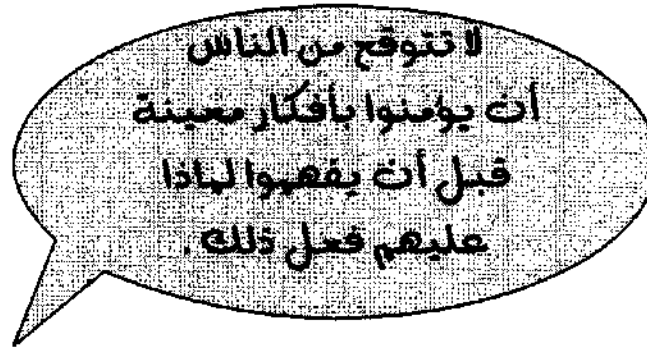 لا تتوقع من الناس
أن يؤمنوا بأفكار معينة
قبل أن يفهموا لماذا
عليهم فعل ذلك .